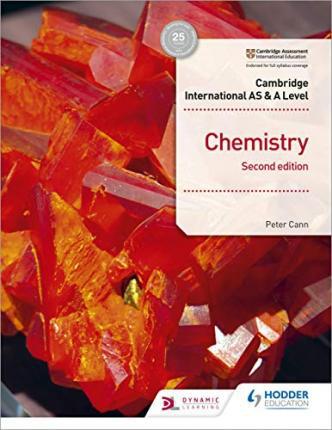 25
Cambridge Assessment
International Education
Endorsed for full syllabus coverage
Cambridge
International AS & A Level
Chemistry
Second edition
Peter Cann
DYNAMIC
LEARNING
HODDER
EDUCATION